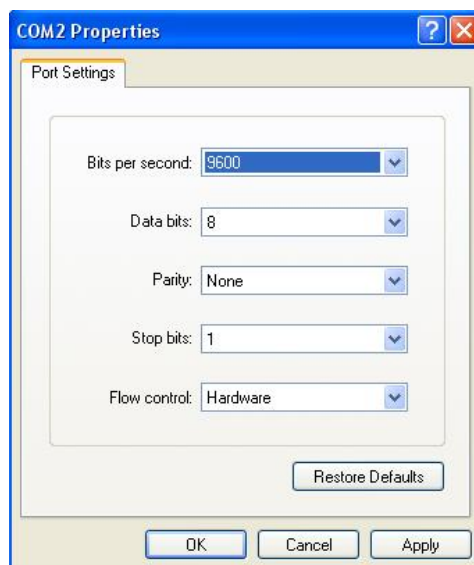 COM2 Properties
Port Settings
Bits per second: 9600
Data bits: 8
Parity: None
Stop bits: 1
Flow control: Hardware
Restore Defaults
OK Cancel Apply